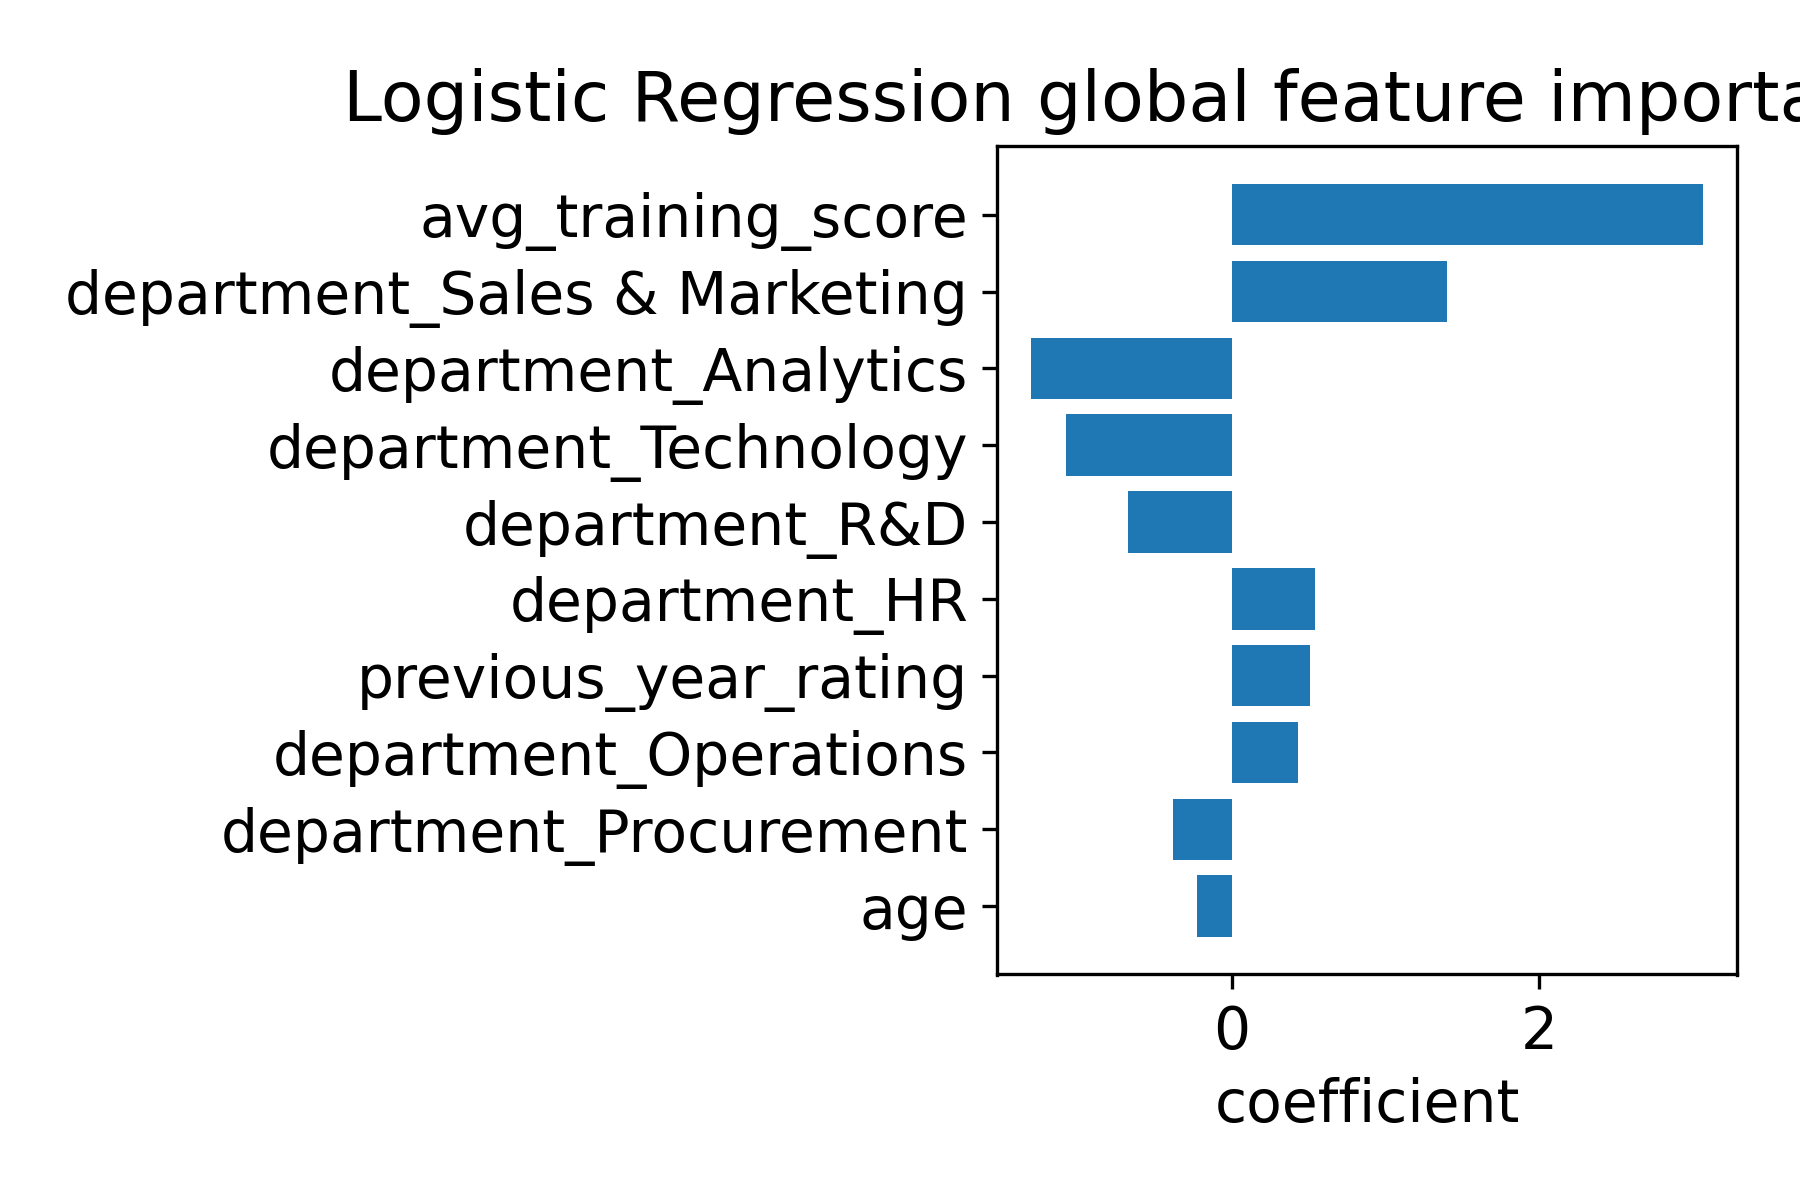 Logistic Regression global feature importa
avg_training_score
department_Sales & Marketing
department_Analytics
department_Technology
department_R&D
department_HR
previous_year_rating
department_Operations
department_Procurement
age
0 2
coefficient